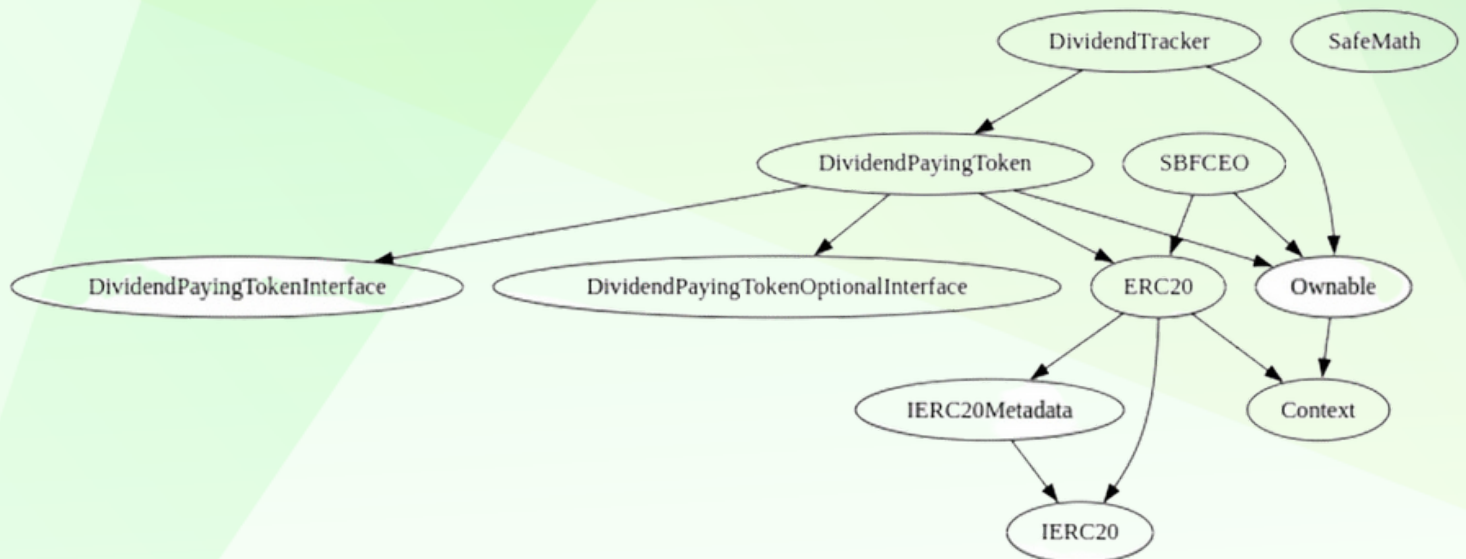 DividendTracker
SafeMath
DividendPayingToken
SBFCEO
DividendPayingTokenInterface
DividendPayingTokenOptionalInterface
ERC20
Ownable
IERC20Metadata
Context
IERC20